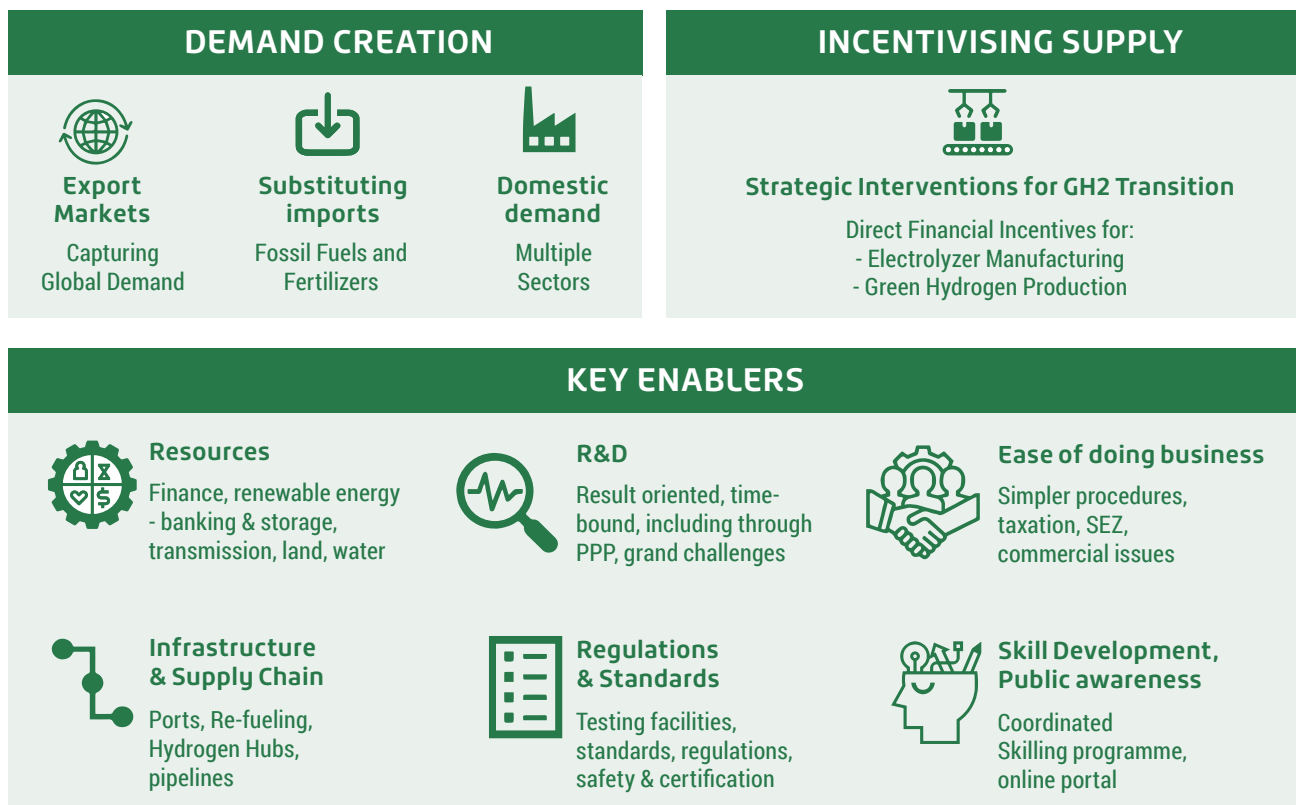 DEMAND CREATION
Export
Markets
Capturing
Global Demand
Substituting
imports
Fossil Fuels and
Fertilizers
Domestic
demand
Multiple
Sectors
INCENTIVISING SUPPLY
Strategic Interventions for GH2 Transition
Direct Financial Incentives for:
- Electrolyzer Manufacturing
- Green Hydrogen Production
KEY ENABLERS
Resources
Finance, renewable energy
- banking & storage,
transmission, land, water
R&D
Result oriented, time-
bound, including through
PPP, grand challenges
Ease of doing business
Simpler procedures,
taxation, SEZ,
commercial issues
Infrastructure
& Supply Chain
Ports, Re-fueling,
Hydrogen Hubs,
pipelines
Regulations
& Standards
Testing facilities,
standards, regulations,
safety & certification
Skill Development,
Public awareness
Coordinated
Skilling programme,
online portal